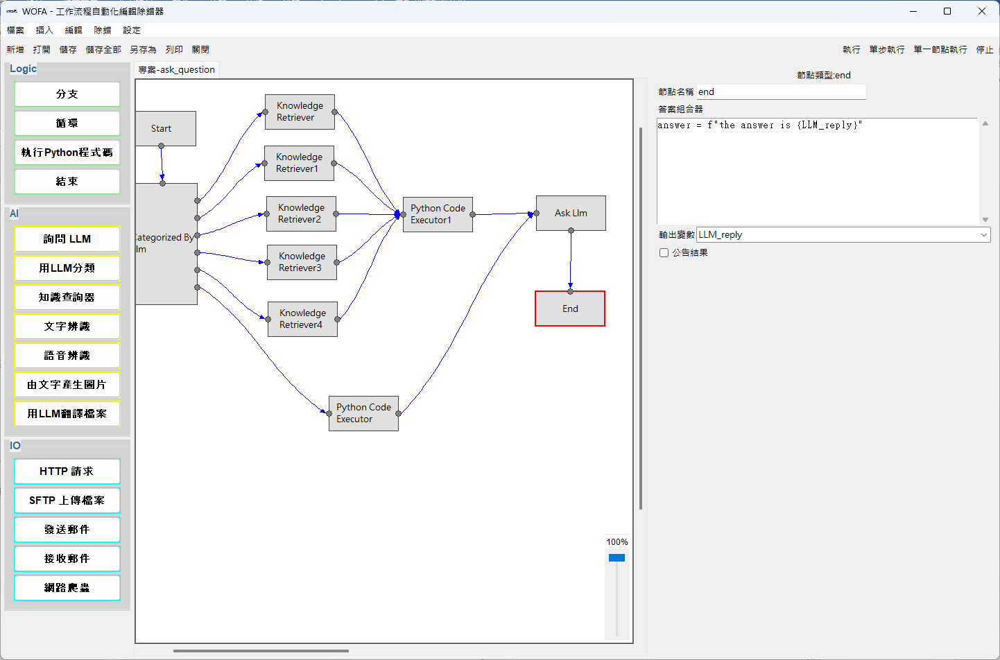 WOFA - 工作流程自動化編輯除錯器
檔案 插入 編輯 除錯 設定
新增 打開 儲存 儲存全部 另存為 列印 關閉
執行 單步執行 單一節點執行 停止
Logic
分支
循環
執行Python程式碼
結束
AI
詢問 LLM
用LLM分類
知識查詢器
文字辨識
語音辨識
由文字產生圖片
用LLM翻譯檔案
IO
HTTP 請求
SFTP 上傳檔案
發送郵件
接收郵件
網路爬蟲
專案-ask_question
Start
Categorized By
lm
Knowledge
Retriever
Knowledge
Retriever1
Knowledge
Retriever2
Knowledge
Retriever3
Knowledge
Retriever4
Python Code
Executor1
Python Code
Executor
Ask Llm
End
100%
節點類型:end
節點名稱 end
答案組合器
answer = f"the answer is {LLM_reply}"
輸出變數 LLM_reply
公告結果